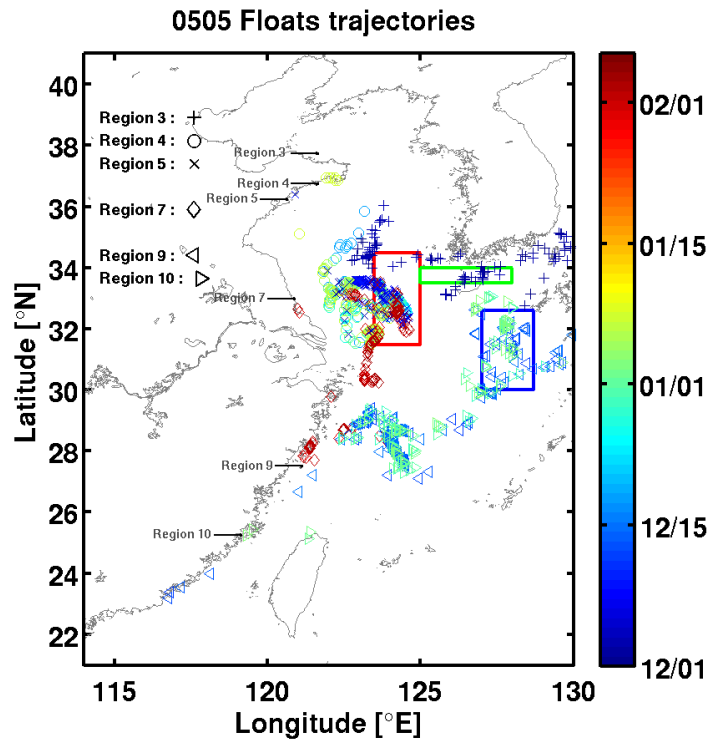 0505 Floats trajectories
Region 3 : +
Region 4 : ○
Region 5 : ×
Region 7 : ◇
Region 9 : ◁
Region 10 : ▷
Region 3
Region 4
Region 5
Region 7
Region 9
Region 10
40
38
36
34
32
30
28
26
24
22
Latitude [°N]
115
120
125
130
Longitude [°E]
02/01
01/15
01/01
12/15
12/01